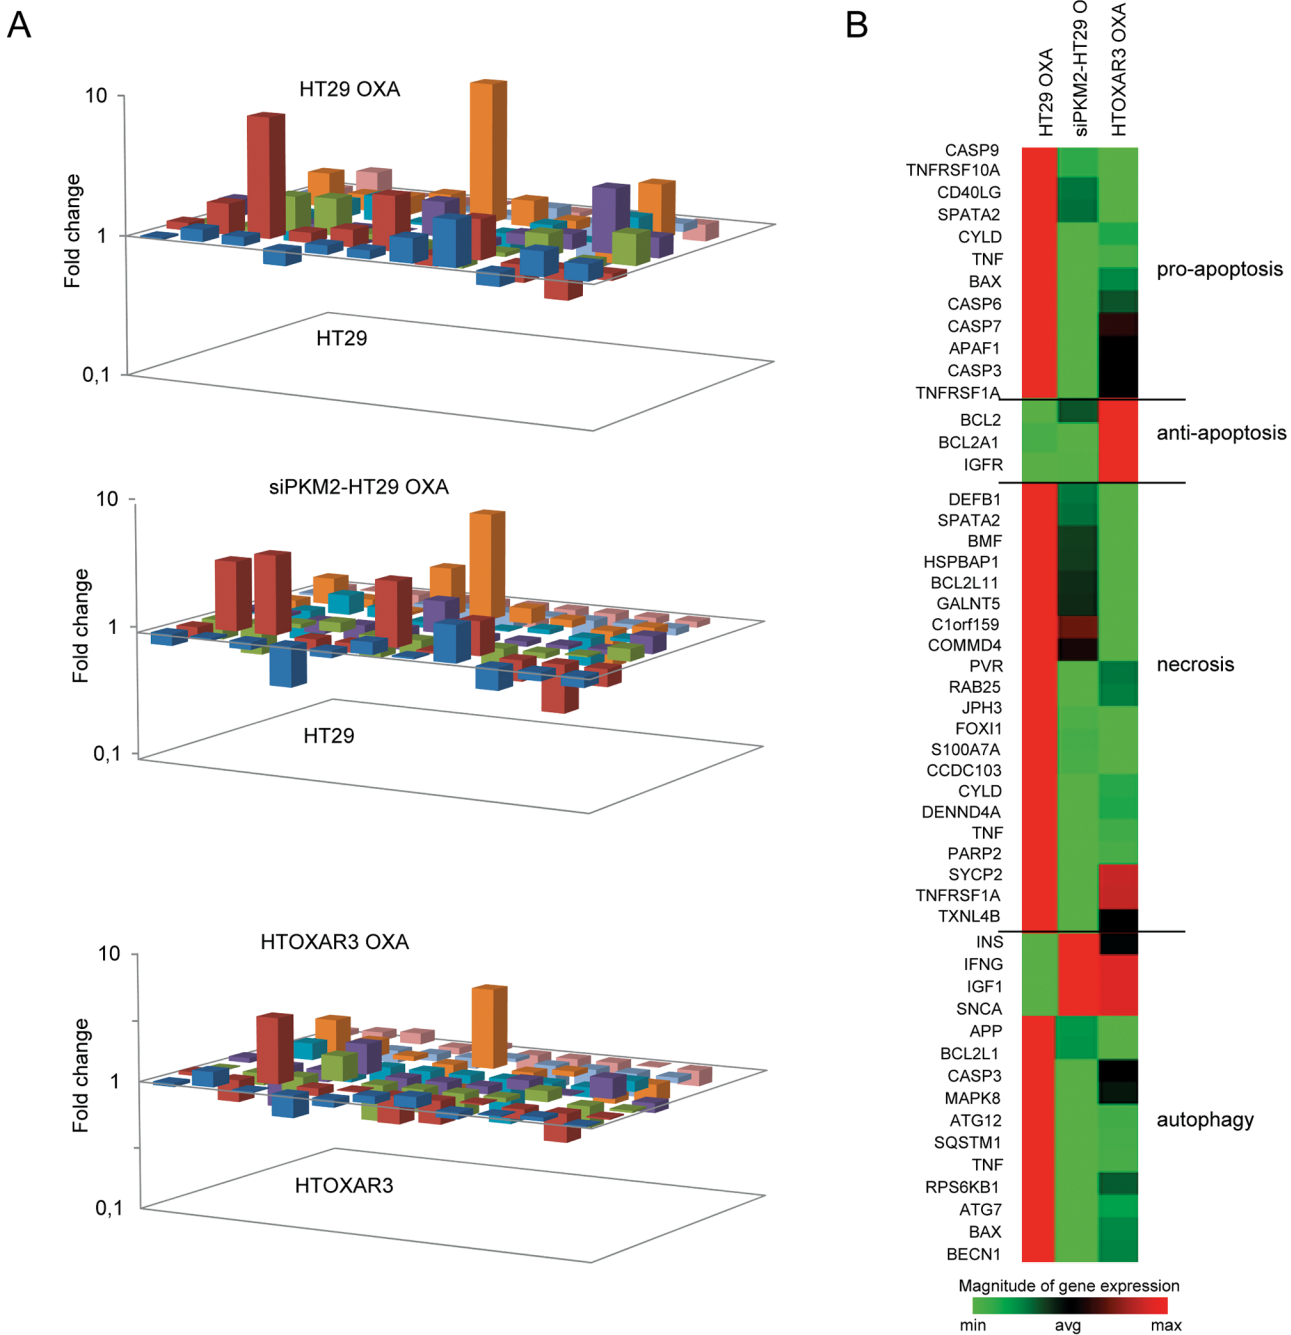 A
HT29 OXA
10
Fold change
1
HT29
0,1
siPKM2-HT29 OXA
10
Fold change
1
HT29
0,1
HTOXAR3 OXA
10
Fold change
1
HTOXAR3
0,1
B
HT29 OXA
siPKM2-HT29 O
HTOXAR3 OXA
CASP9
TNFRSF10A
CD40LG
SPATA2
CYLD
TNF
BAX
CASP6
CASP7
APAF1
CASP3
TNFRSF1A
pro-apoptosis
BCL2
BCL2A1
IGFR
anti-apoptosis
DEFB1
SPATA2
BMF
HSPBAP1
BCL2L11
GALNT5
C1orf159
COMMD4
PVR
RAB25
JPH3
FOXI1
S100A7A
CCDC103
CYLD
DENND4A
TNF
PARP2
SYCP2
TNFRSF1A
TXNL4B
necrosis
INS
IFNG
IGF1
SNCA
APP
BCL2L1
CASP3
MAPK8
ATG12
SQSTM1
TNF
RPS6KB1
ATG7
BAX
BECN1
autophagy
Magnitude of gene expression
min avg max